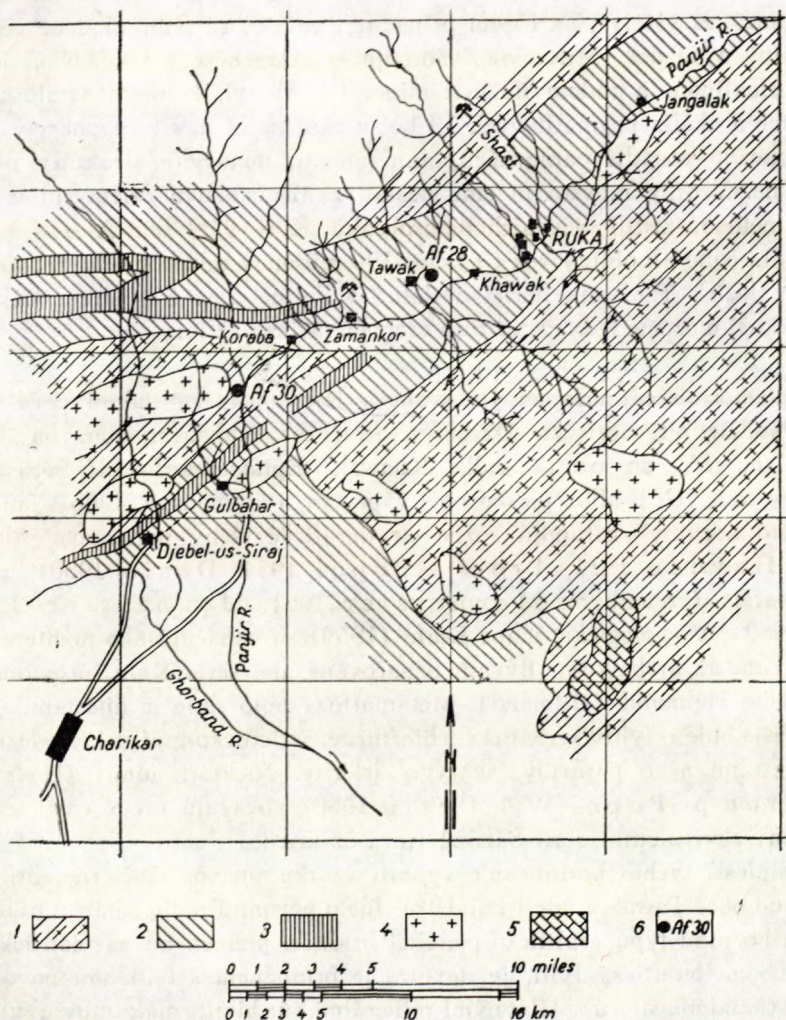 Panjir R.
Jangalak
Shast
RUKA
Af 28
Tawak
Khawak
Koraba
Zamankor
Af 30
Gulbahar
Djebel-us-Siraj
Panjir R.
Ghorband R.
Charikar
N
1 2 3 4 5 6 Af 30
0 1 2 3 4 5 10 miles
0 1 2 3 4 5 10 16 km